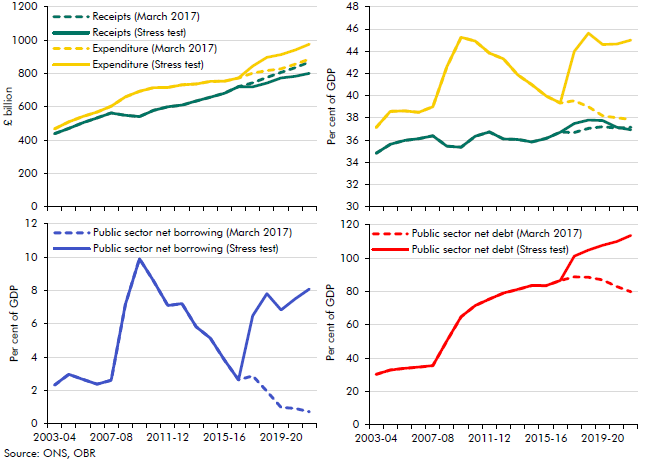 1200
1000
800
600
400
200
0
£ billion
Receipts (March 2017)
Receipts (Stress test)
Expenditure (March 2017)
Expenditure (Stress test)
48
46
44
42
40
38
36
34
32
30
Per cent of GDP
12
10
8
6
4
2
0
Per cent of GDP
Public sector net borrowing (March 2017)
Public sector net borrowing (Stress test)
2003-04 2007-08 2011-12 2015-16 2019-20
120
100
80
60
40
20
0
Per cent of GDP
Public sector net debt (March 2017)
Public sector net debt (Stress test)
2003-04 2007-08 2011-12 2015-16 2019-20
Source: ONS, OBR